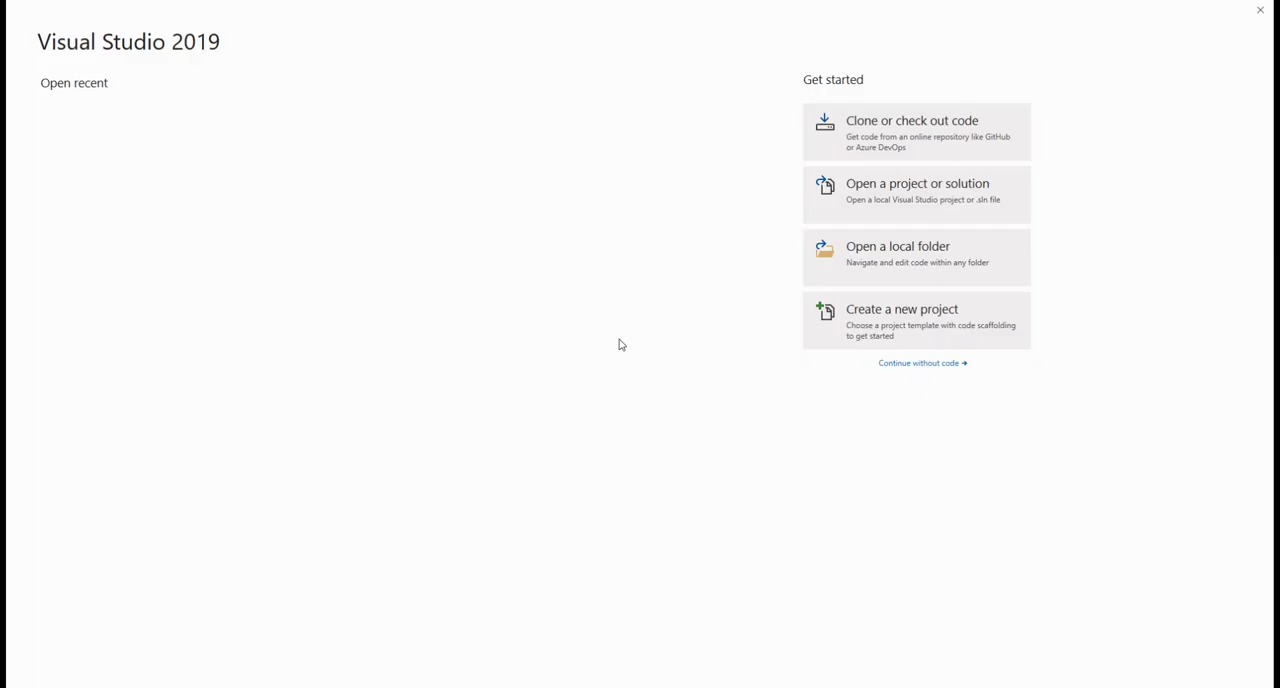 Visual Studio 2019
Open recent
Get started
Clone or check out code
Get code from an online repository like GitHub
or Azure DevOps
Open a project or solution
Open a local Visual Studio project or .sln file
Open a local folder
Navigate and edit code within any folder
Create a new project
Choose a project template with code scaffolding
to get started
Continue without code →